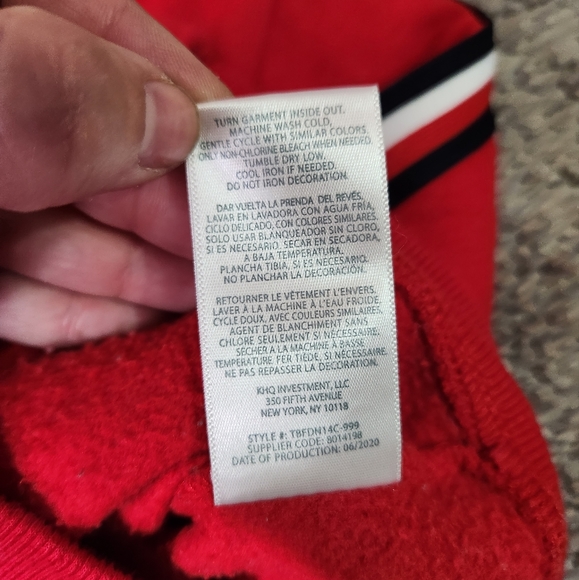 TURN GARMENT INSIDE OUT.
MACHINE WASH COLD,
GENTLE CYCLE WITH SIMILAR COLORS.
ONLY NON-CHLORINE BLEACH WHEN NEEDED.
TUMBLE DRY LOW.
COOL IRON IF NEEDED.
DO NOT IRON DECORATION.
DAR VUELTA LA PRENDA DEL REVÉS.
LAVAR EN LAVADORA CON AGUA FRÍA,
CICLO DELICADO, CON COLORES SIMILARES.
SOLO USAR BLANQUEADOR SIN CLORO,
SI ES NECESARIO. SECAR EN SECADORA,
A BAJA TEMPERATURA.
PLANCHA TIBIA, SI ES NECESARIO.
NO PLANCHAR LA DECORACIÓN.
RETOURNER LE VÊTEMENT À L'ENVERS.
LAVER À LA MACHINE À L'EAU FROIDE,
CYCLE DOUX, AVEC COULEURS SIMILAIRES,
AGENT DE BLANCHIMENT SANS
CHLORE SEULEMENT SI NÉCESSAIRE.
SÉCHER À LA MACHINE À BASSE
TEMPERATURE. FER TIÈDE, SI NÉCESSAIRE.
NE PAS REPASSER LA DECORATION.
KHQ INVESTMENT, LLC
350 FIFTH AVENUE
NEW YORK, NY 10118
STYLE #: TBFDN14C-999
SUPPLIER CODE: 8014198
DATE OF PRODUCTION: 06/2020